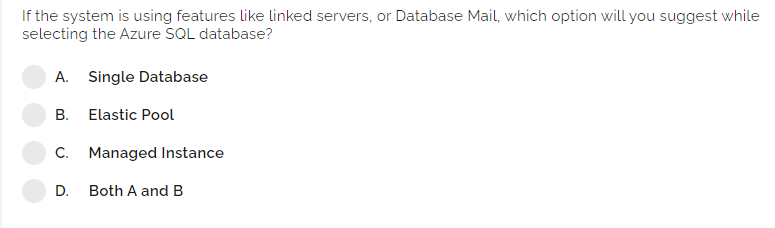 If the system is using features like linked servers, or Database Mail, which option will you suggest while
selecting the Azure SQL database?
A. Single Database
B. Elastic Pool
C. Managed Instance
D. Both A and B